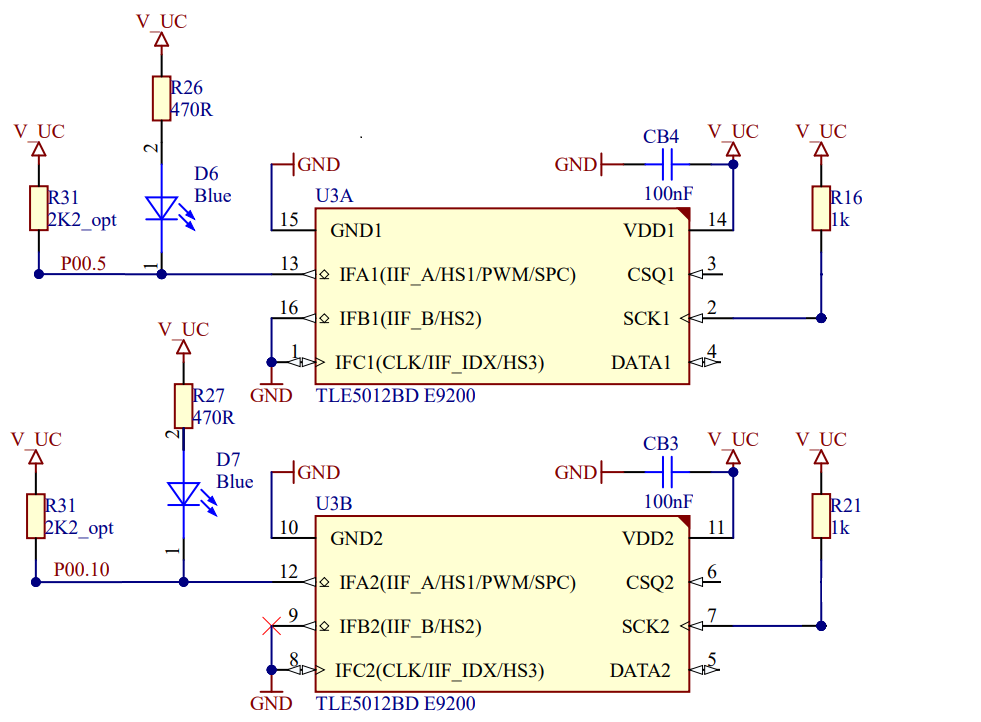 V_UC
R26
470R
2
V_UC
R31
2K2_opt
D6
Blue
P00.5
1
GND
15
13
16
1
GND
U3A
GND1
IFA1(IIF_A/HS1/PWM/SPC)
IFB1(IIF_B/HS2)
IFC1(CLK/IIF_IDX/HS3)
VDD1
CSQ1
SCK1
DATA1
TLE5012BD E9200
14
3
2
4
GND
CB4
100nF
V_UC
V_UC
R16
1k
V_UC
R27
470R
2
V_UC
R31
2K2_opt
D7
Blue
P00.10
1
GND
10
12
9
8
GND
U3B
GND2
IFA2(IIF_A/HS1/PWM/SPC)
IFB2(IIF_B/HS2)
IFC2(CLK/IIF_IDX/HS3)
VDD2
CSQ2
SCK2
DATA2
TLE5012BD E9200
11
6
7
5
GND
CB3
100nF
V_UC
V_UC
R21
1k